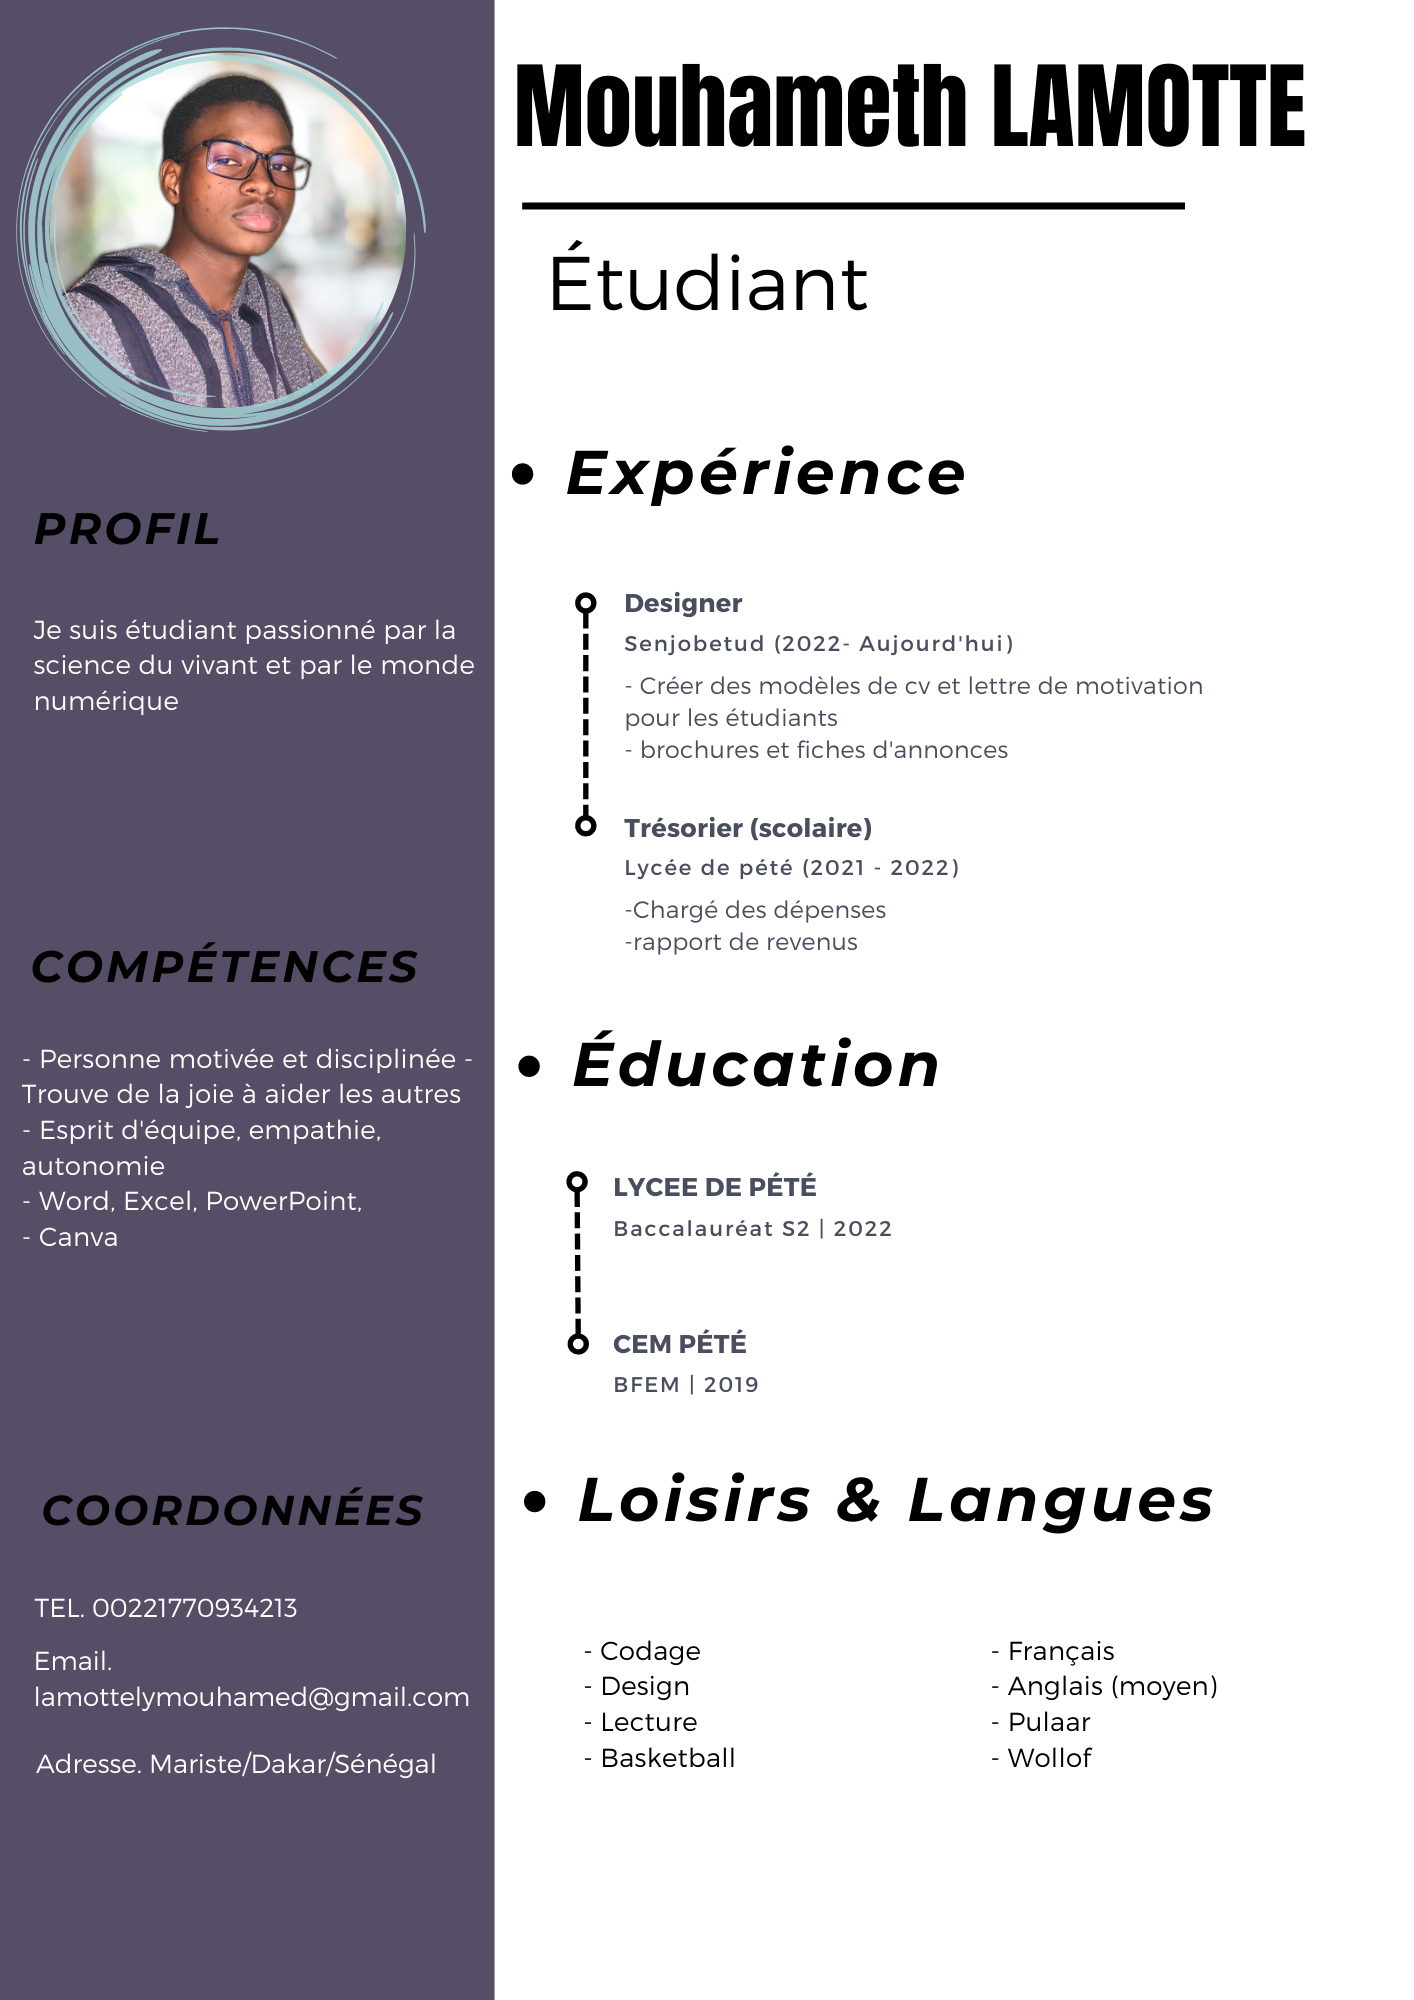 Mouhameth LAMOTTE
Étudiant
PROFIL
Je suis étudiant passionné par la
science du vivant et par le monde
numérique
COMPÉTENCES
- Personne motivée et disciplinée -
Trouve de la joie à aider les autres
- Esprit d'équipe, empathie,
autonomie
- Word, Excel, PowerPoint,
- Canva
COORDONNÉES
TEL. 00221770934213
Email.
lamottelymouhamed@gmail.com
Adresse. Mariste/Dakar/Sénégal
• Expérience
Designer
Senjobetud (2022- Aujourd'hui)
- Créer des modèles de cv et lettre de motivation
pour les étudiants
- brochures et fiches d'annonces
Trésorier (scolaire)
Lycée de pété (2021 - 2022)
-Chargé des dépenses
-rapport de revenus
• Éducation
LYCEE DE PÉTÉ
Baccalauréat S2 | 2022
CEM PÉTÉ
BFEM | 2019
• Loisirs & Langues
- Codage
- Design
- Lecture
- Basketball
- Français
- Anglais (moyen)
- Pulaar
- Wollof